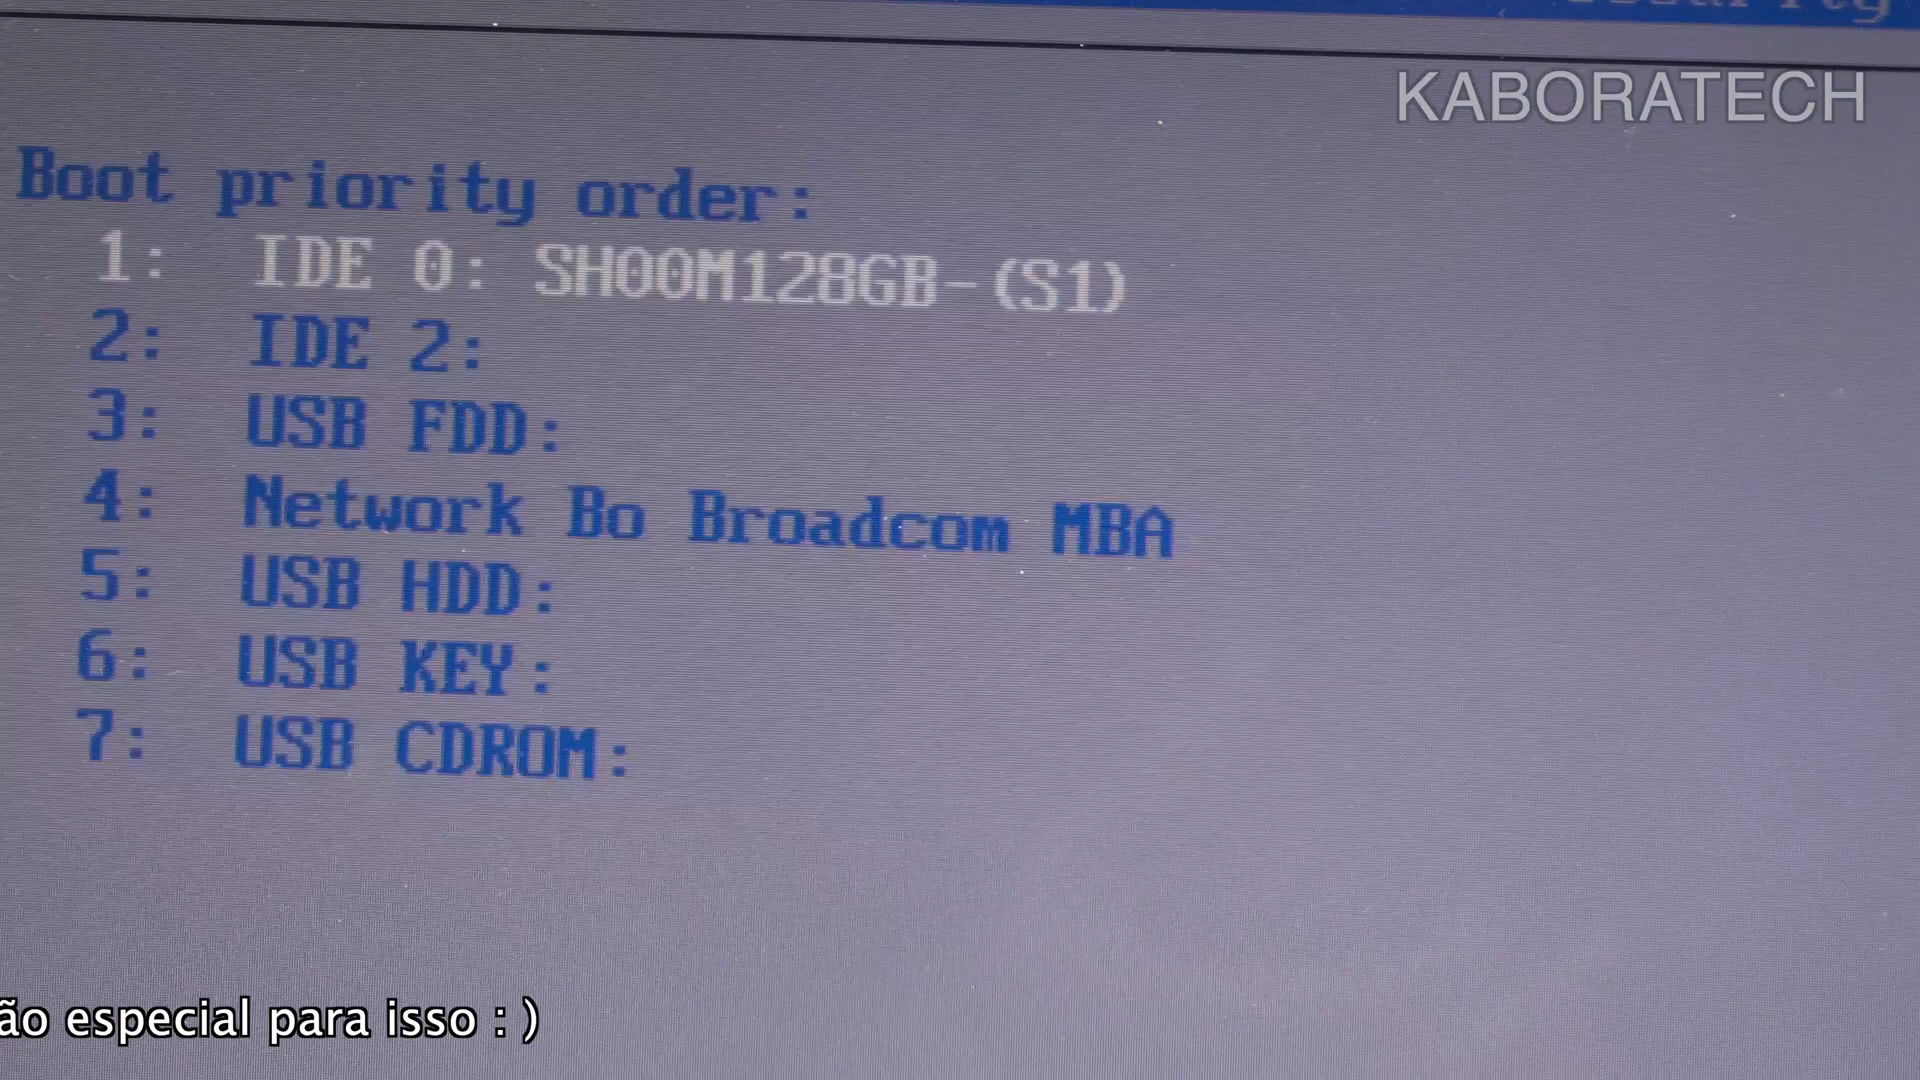 KABORATECH
Boot priority order:
1: IDE 0: SH00M128GB-(S1)
2: IDE 2:
3: USB FDD:
4: Network Bo Broadcom MBA
5: USB HDD:
6: USB KEY:
7: USB CDROM:
ão especial para isso : )